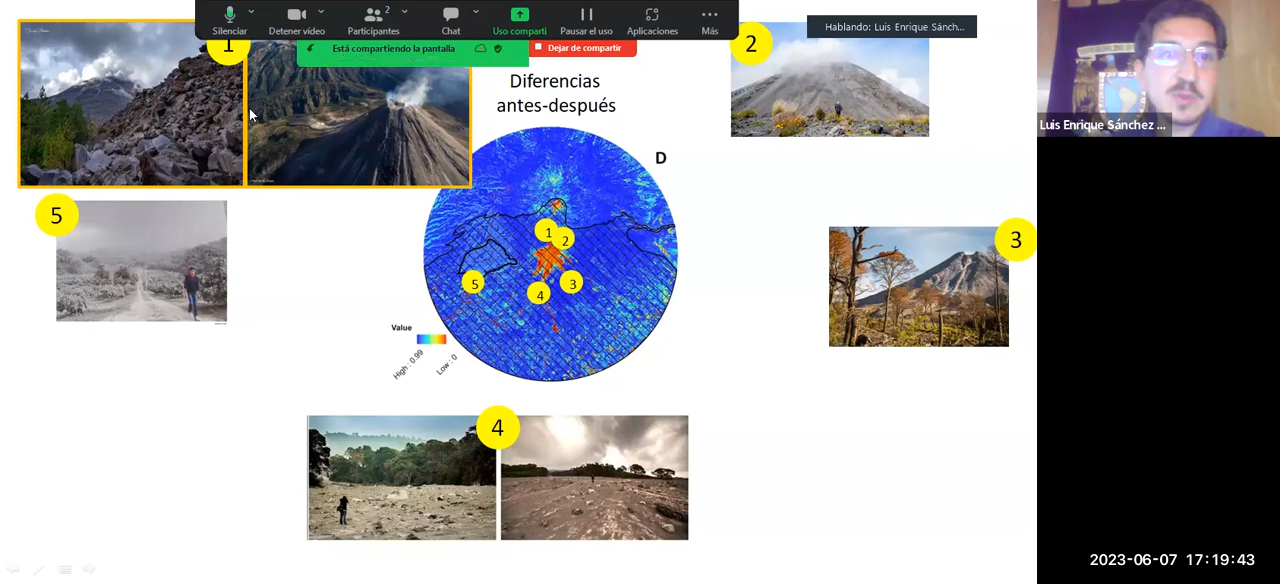 Silenciar
Detener vídeo
2
Participantes
Chat
Uso compartí
Pausar el uso
Aplicaciones
Más
Está compartiendo la pantalla
Dejar de compartir
Hablando: Luis Enrique Sánch...
Luis Enrique Sánchez ...
1
2
Diferencias
antes-después
D
5
3
1
2
5
4
3
Value
High : 0.99
Low : 0
4
2023-06-07 17:19:43